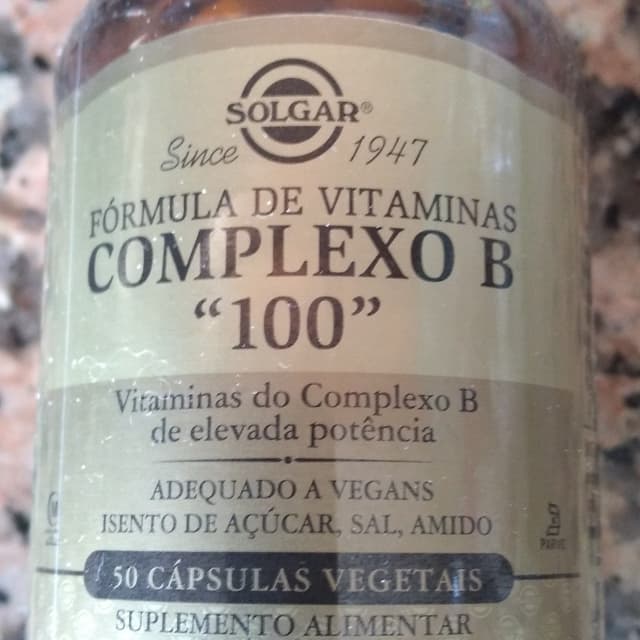 SOLGAR®
Since 1947
FÓRMULA DE VITAMINAS
COMPLEXO B
“100”
Vitaminas do Complexo B
de elevada potência
ADEQUADO A VEGANS
ISENTO DE AÇÚCAR, SAL, AMIDO
50 CÁPSULAS VEGETAIS
SUPLEMENTO ALIMENTAR